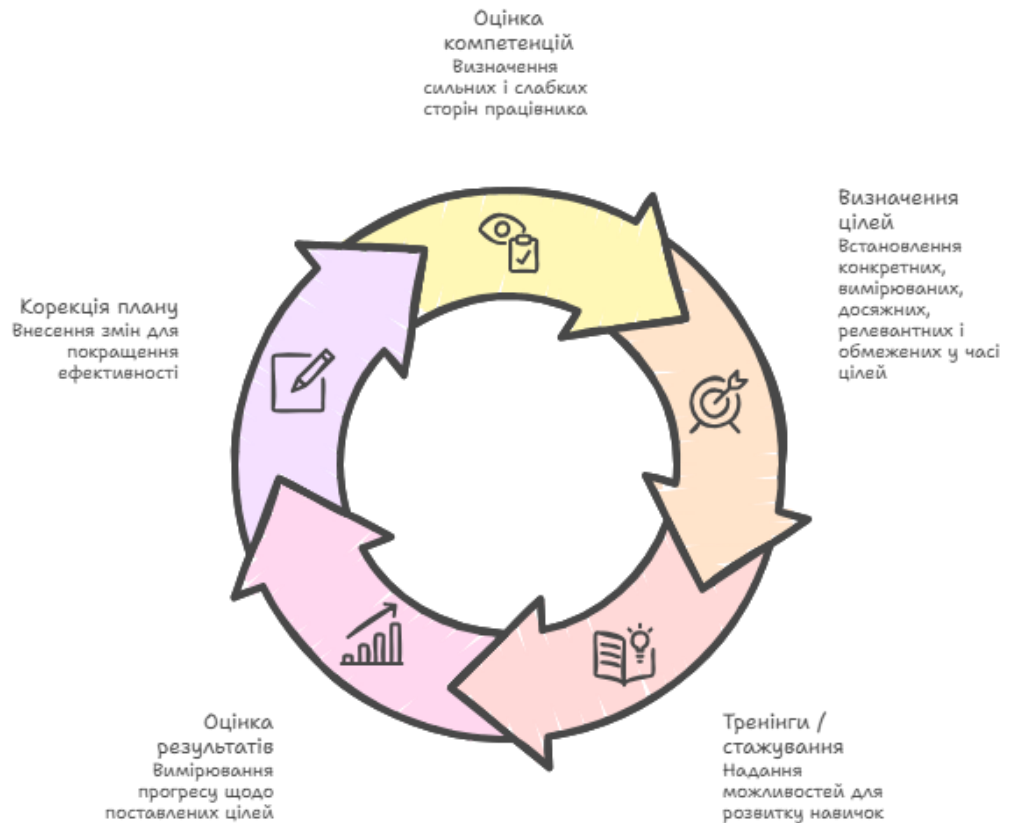 Оцінка
компетенцій
Визначення
сильних і слабких
сторін працівника
Визначення
цілей
Встановлення
конкретних,
вимірюваних,
досяжних,
релевантних і
обмежених у часі
цілей
Тренінги /
стажування
Надання
можливостей для
розвитку навичок
Оцінка
результатів
Вимірювання
прогресу щодо
поставлених цілей
Корекція плану
Внесення змін для
покращення
ефективності